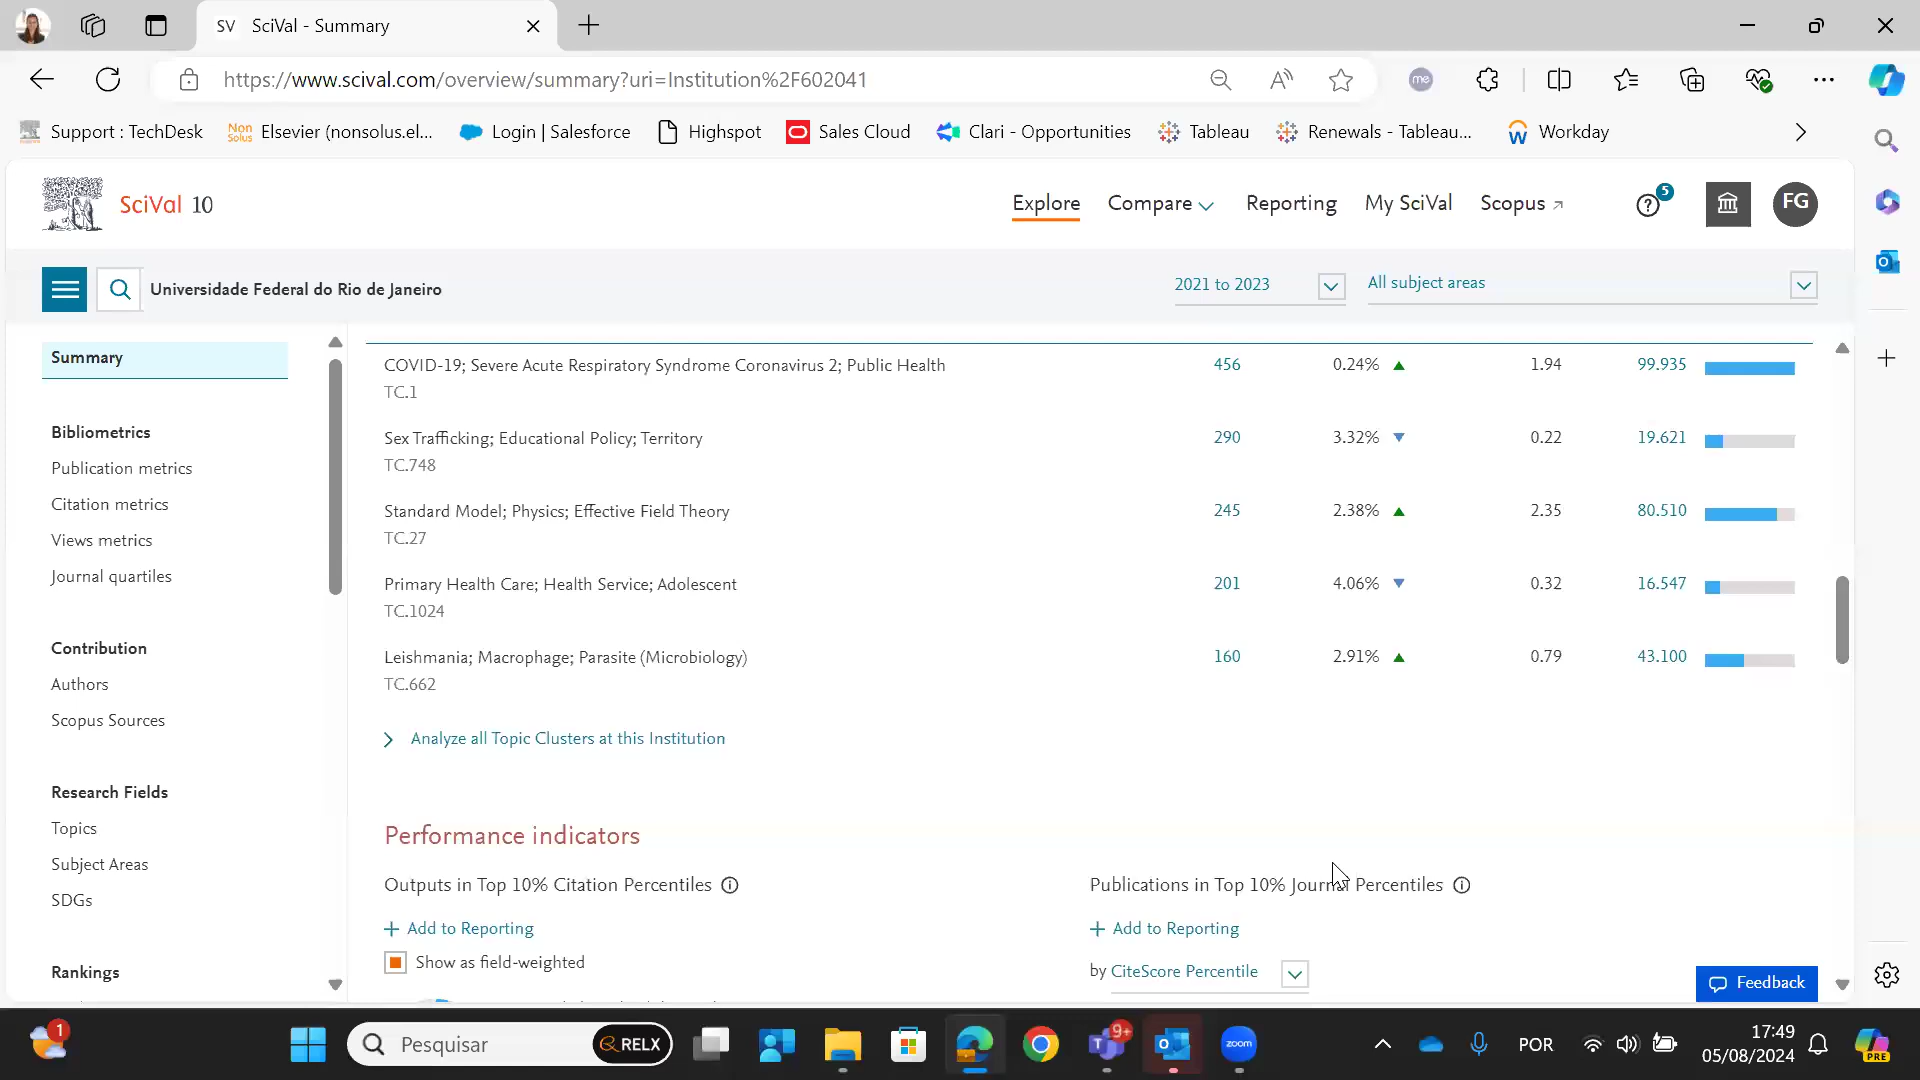 SV SciVal - Summary
https://www.scival.com/overview/summary?uri=Institution%2F602041
me
Support : TechDesk
Non Solus
Elsevier (nonsolus.el...
Login | Salesforce
Highspot
Sales Cloud
Clari - Opportunities
Tableau
Renewals - Tableau...
Workday
SciVal 10
Explore
Compare
Reporting
My SciVal
Scopus
5
FG
Universidade Federal do Rio de Janeiro
2021 to 2023
All subject areas
Summary
Bibliometrics
Publication metrics
Citation metrics
Views metrics
Journal quartiles
Contribution
Authors
Scopus Sources
Research Fields
Topics
Subject Areas
SDGs
Rankings
COVID-19; Severe Acute Respiratory Syndrome Coronavirus 2; Public Health 456 0.24% 1.94 99.935
TC.1
Sex Trafficking; Educational Policy; Territory 290 3.32% 0.22 19.621
TC.748
Standard Model; Physics; Effective Field Theory 245 2.38% 2.35 80.510
TC.27
Primary Health Care; Health Service; Adolescent 201 4.06% 0.32 16.547
TC.1024
Leishmania; Macrophage; Parasite (Microbiology) 160 2.91% 0.79 43.100
TC.662
Analyze all Topic Clusters at this Institution
Performance indicators
Outputs in Top 10% Citation Percentiles
+ Add to Reporting
Show as field-weighted
Publications in Top 10% Journal Percentiles
+ Add to Reporting
by CiteScore Percentile
Feedback
1
Pesquisar
RELX
9+
zoom
POR
17:49
05/08/2024
PRE